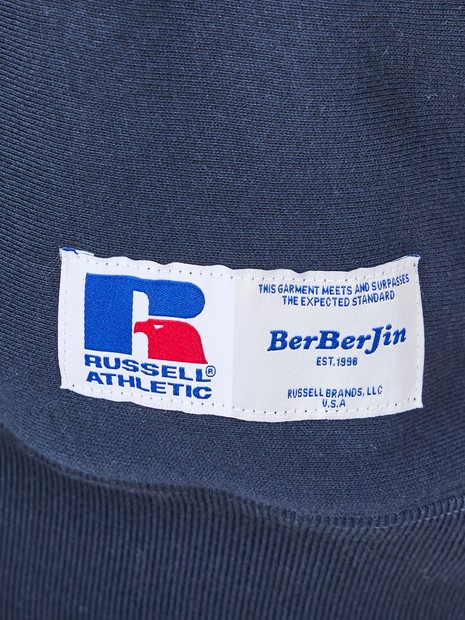 RUSSELL®
ATHLETIC
THIS GARMENT MEETS AND SURPASSES
THE EXPECTED STANDARD
BerBerJin
EST.1998
RUSSELL BRANDS, LLC
U.S.A